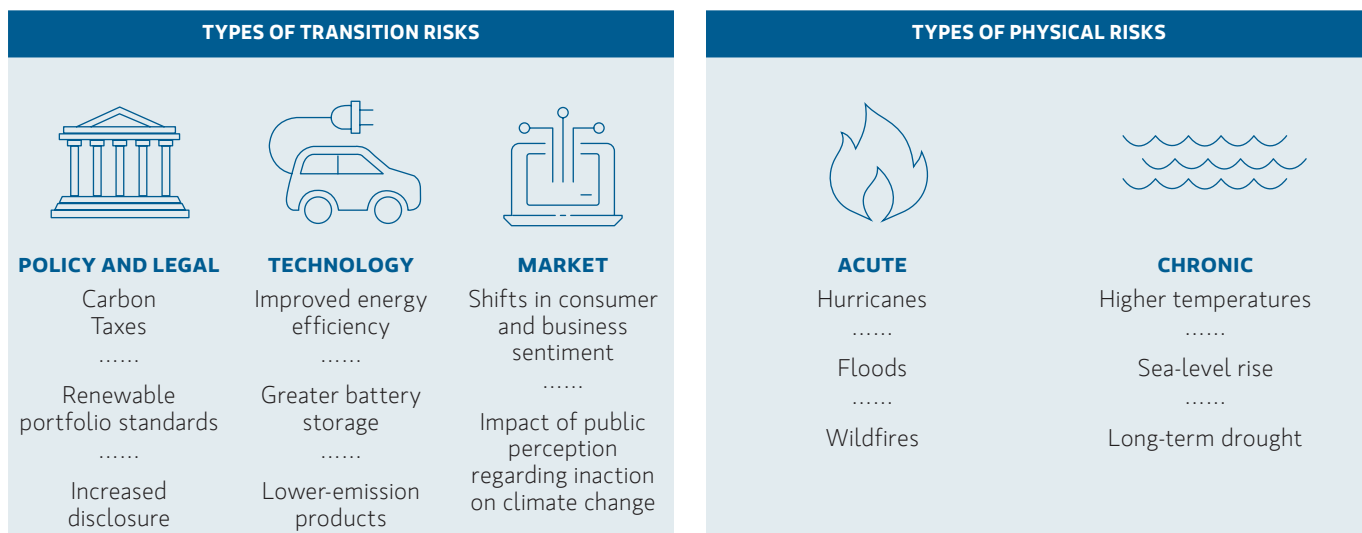 TYPES OF TRANSITION RISKS
POLICY AND LEGAL
Carbon
Taxes
......
Renewable
portfolio standards
......
Increased
disclosure
TECHNOLOGY
Improved energy
efficiency
......
Greater battery
storage
......
Lower-emission
products
MARKET
Shifts in consumer
and business
sentiment
......
Impact of public
perception
regarding inaction
on climate change
TYPES OF PHYSICAL RISKS
ACUTE
Hurricanes
......
Floods
......
Wildfires
CHRONIC
Higher temperatures
......
Sea-level rise
......
Long-term drought